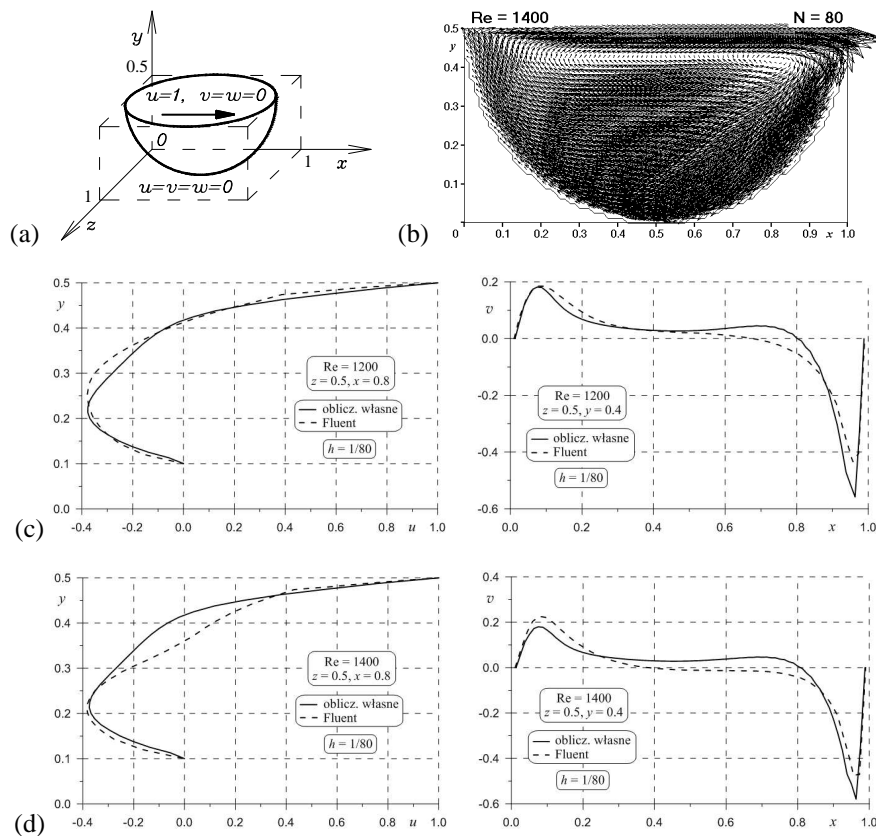 y
0.5
u=1, v=w=0
0
1
x
u=v=w=0
1
z
(a)
Re = 1400 N = 80
0.5
y
0.4
0.3
0.2
0.1
0 0.1 0.2 0.3 0.4 0.5 0.6 0.7 0.8 0.9 x 1.0
(b)
0.5
y
0.4
0.3
0.2
0.1
0.0
-0.4 -0.2 0.0 0.2 0.4 0.6 0.8 u 1.0
Re = 1200
z = 0.5, x = 0.8
oblicz. własne
Fluent
h = 1/80
0.2
v
0.0
-0.2
-0.4
-0.6
0.0 0.2 0.4 0.6 0.8 x 1.0
Re = 1200
z = 0.5, y = 0.4
oblicz. własne
Fluent
h = 1/80
(c)
0.5
y
0.4
0.3
0.2
0.1
0.0
-0.4 -0.2 0.0 0.2 0.4 0.6 0.8 u 1.0
Re = 1400
z = 0.5, x = 0.8
oblicz. własne
Fluent
h = 1/80
0.4
v
0.2
0.0
-0.2
-0.4
-0.6
0.0 0.2 0.4 0.6 0.8 x 1.0
Re = 1400
z = 0.5, y = 0.4
oblicz. własne
Fluent
h = 1/80
(d)